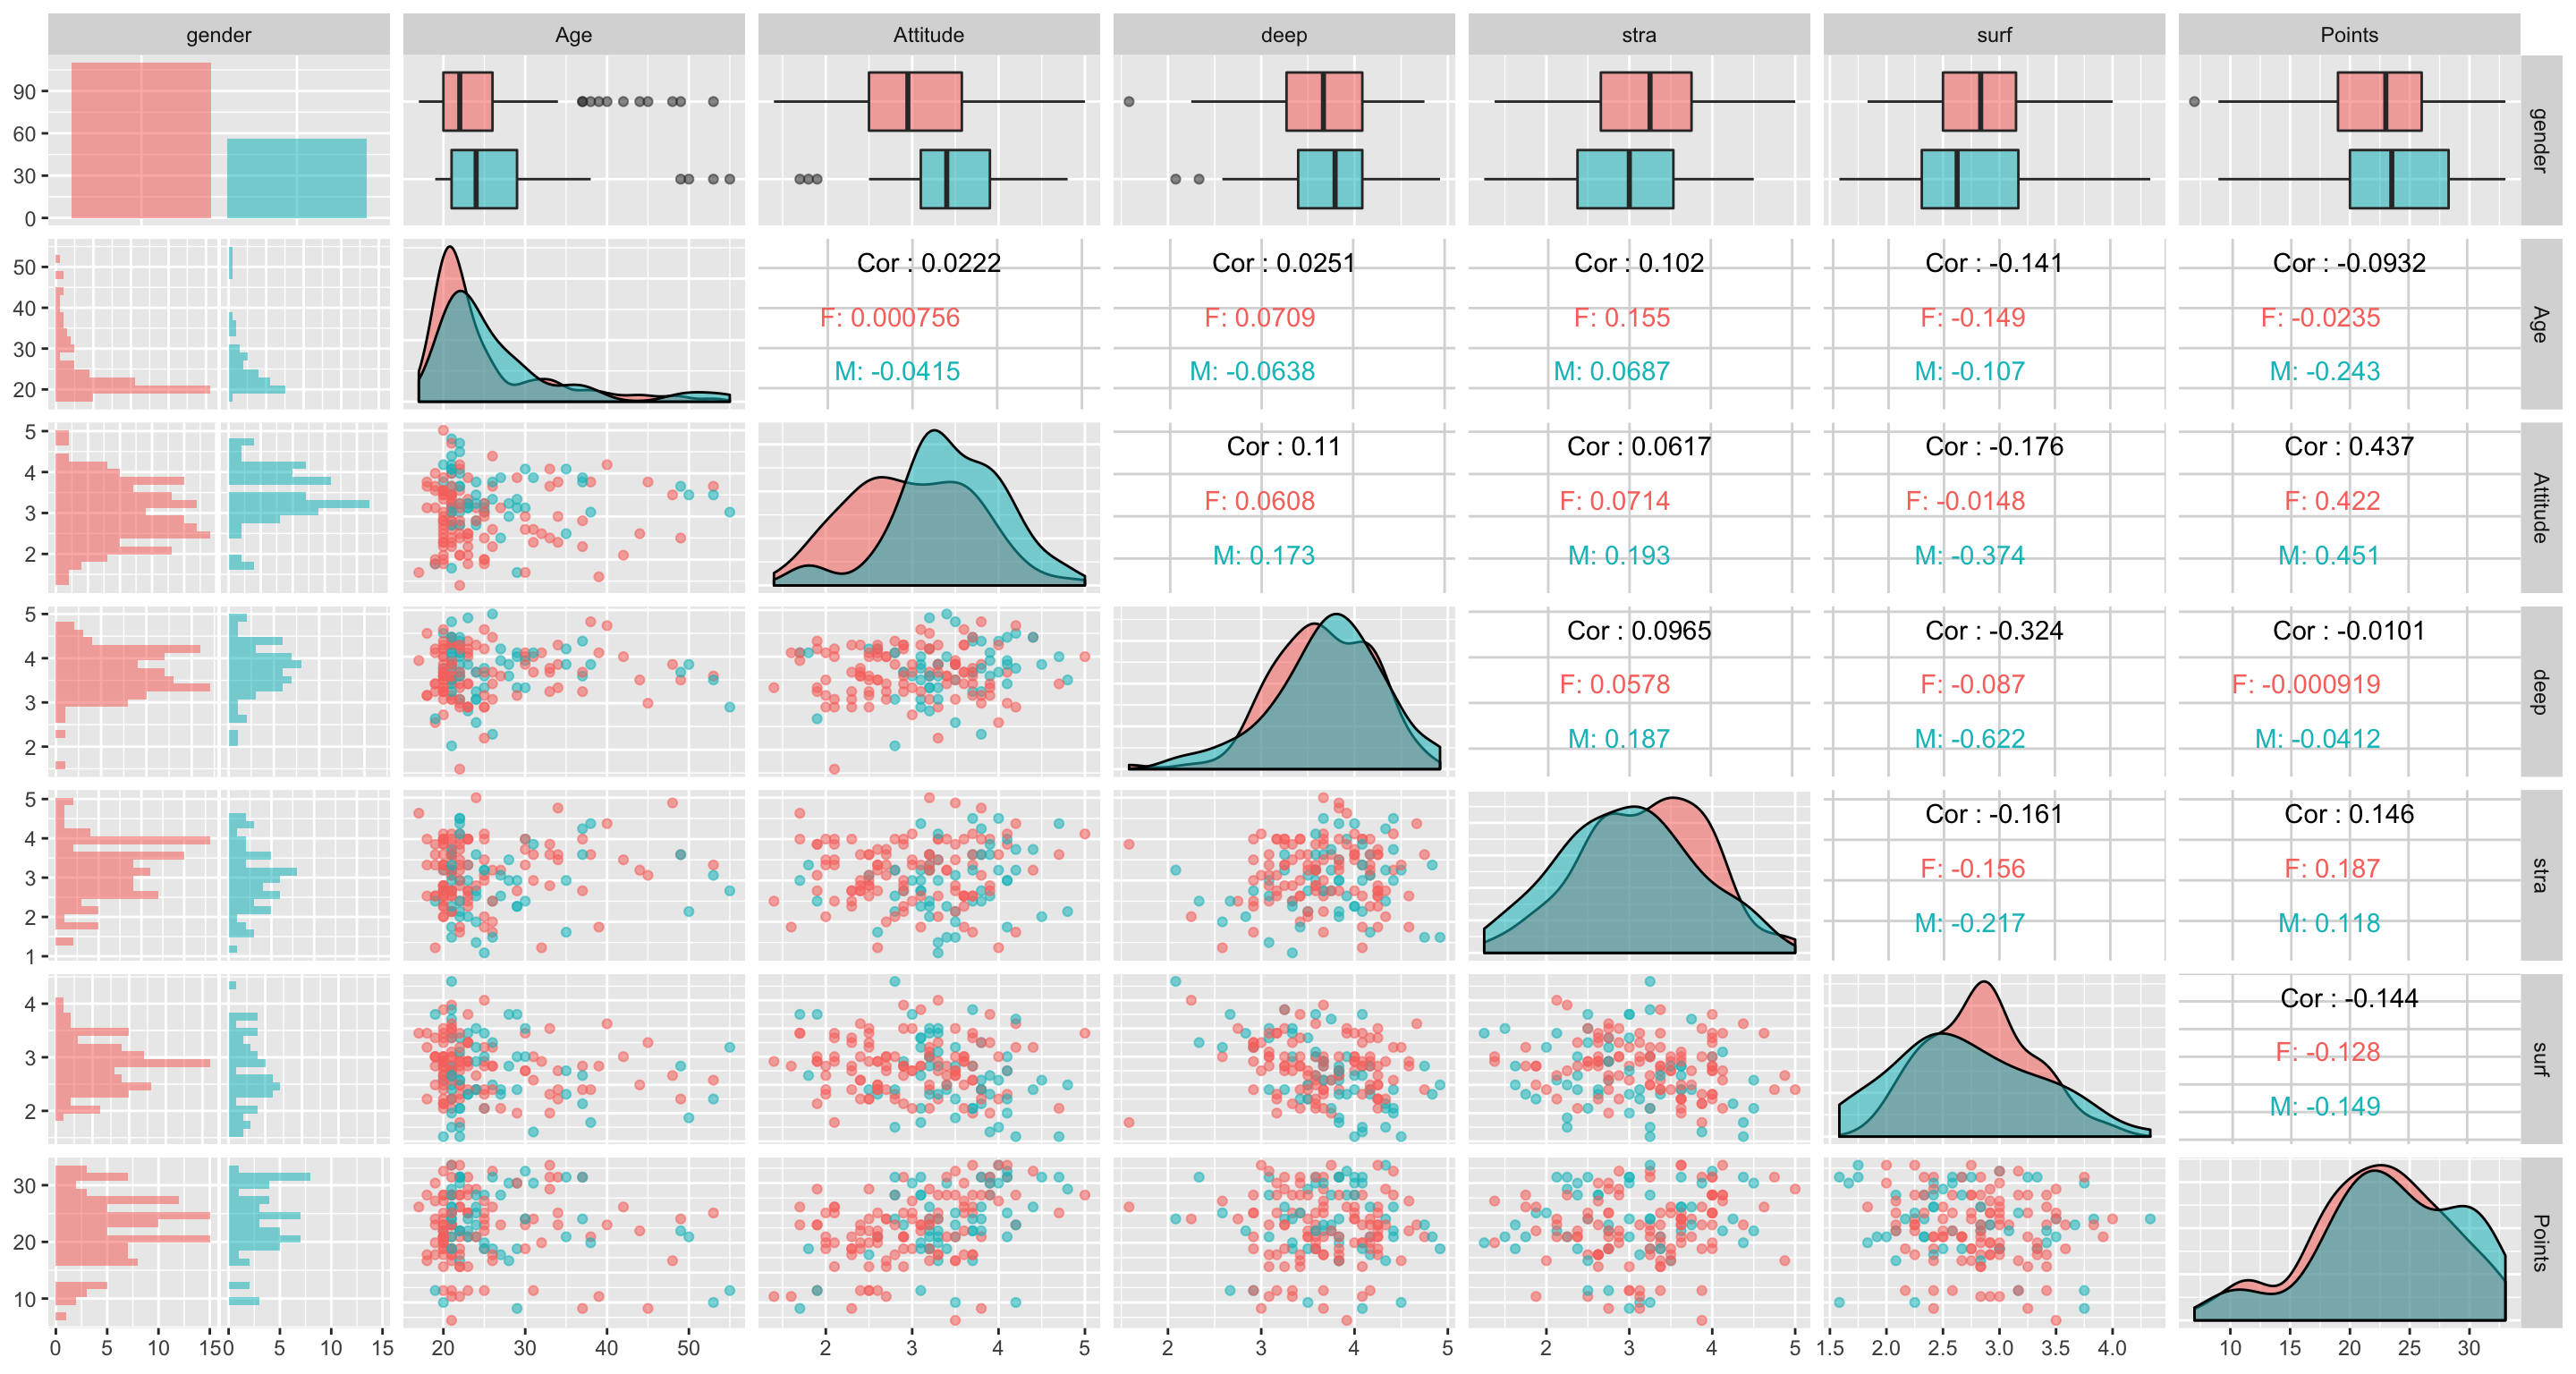 gender Age Attitude deep stra surf Points
90
60
30
0
gender
50
40
30
20
Cor : 0.0222 Cor : 0.0251 Cor : 0.102 Cor : -0.141 Cor : -0.0932
F: 0.000756 F: 0.0709 F: 0.155 F: -0.149 F: -0.0235
M: -0.0415 M: -0.0638 M: 0.0687 M: -0.107 M: -0.243
Age
5
4
3
2
Cor : 0.11 Cor : 0.0617 Cor : -0.176 Cor : 0.437
F: 0.0608 F: 0.0714 F: -0.0148 F: 0.422
M: 0.173 M: 0.193 M: -0.374 M: 0.451
Attitude
5
4
3
2
Cor : 0.0965 Cor : -0.324 Cor : -0.0101
F: 0.0578 F: -0.087 F: -0.000919
M: 0.187 M: -0.622 M: -0.0412
deep
5
4
3
2
1
Cor : -0.161 Cor : 0.146
F: -0.156 F: 0.187
M: -0.217 M: 0.118
stra
4
3
2
Cor : -0.144
F: -0.128
M: -0.149
surf
30
20
10
Points
0 5 10 15 0 5 10 15 20 30 40 50 2 3 4 5 2 3 4 5 2 3 4 5 1.5 2.0 2.5 3.0 3.5 4.0 10 15 20 25 30